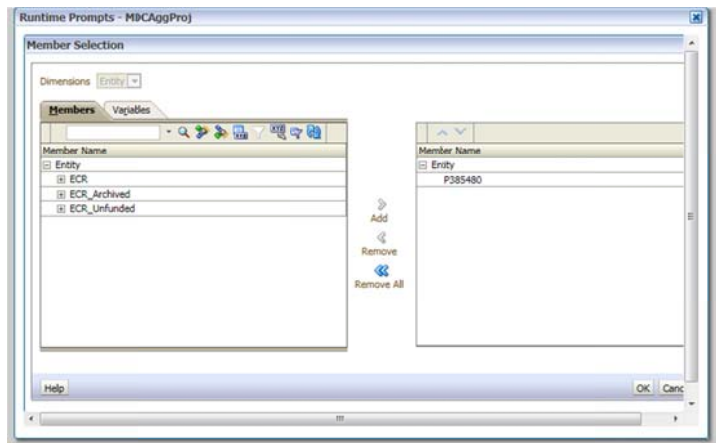 Runtime Prompts - MDCAggProj
Member Selection
Dimensions Entity
Members Variables
Member Name
Entity
ECR
ECR_Archived
ECR_Unfunded
Add
Remove
Remove All
Member Name
Entity
P385480
Help OK Canc